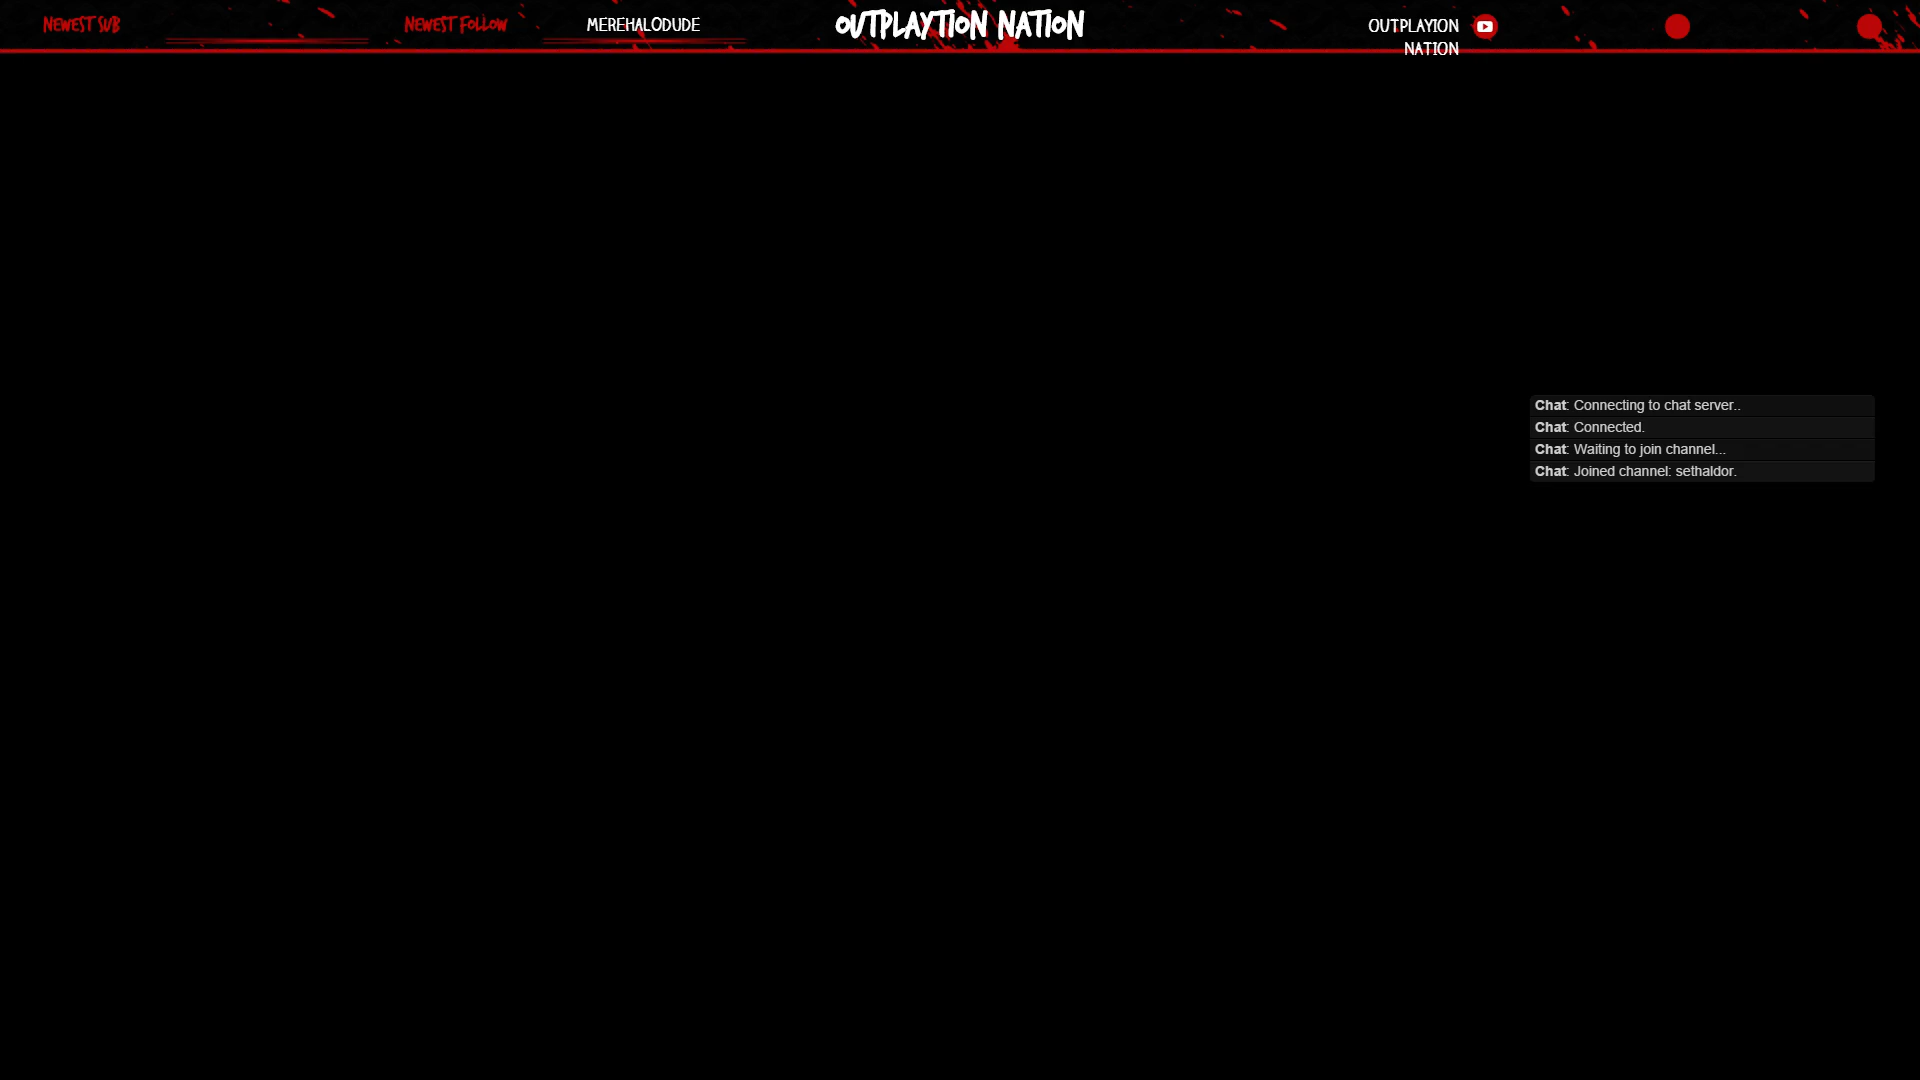 NEWEST SUB
NEWEST FOLLOW
MEREHALODUDE
OUTPLAYTION NATION
OUTPLAYION
NATION
Chat: Connecting to chat server..
Chat: Connected.
Chat: Waiting to join channel...
Chat: Joined channel: sethaldor.